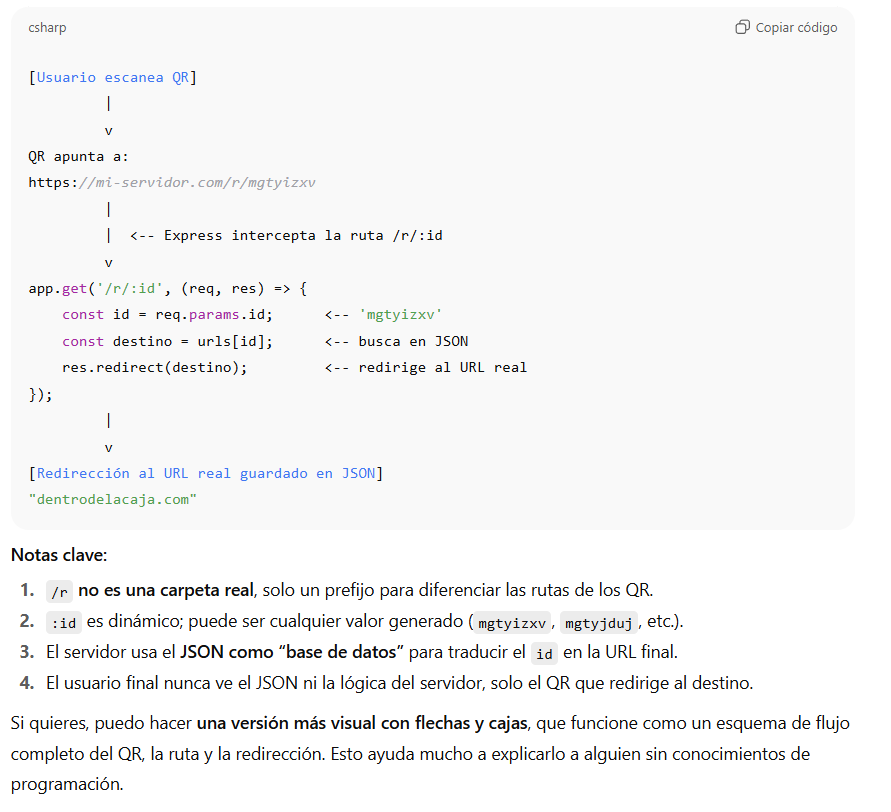 csharp
Copiar código
[Usuario escanea QR]
|
v
QR apunta a:
https://mi-servidor.com/r/mgtyizxv
|
| <-- Express intercepta la ruta /r/:id
v
app.get('/r/:id', (req, res) => {
    const id = req.params.id;      <-- 'mgtyizxv'
    const destino = urls[id];      <-- busca en JSON
    res.redirect(destino);         <-- redirige al URL real
});
|
v
[Redirección al URL real guardado en JSON]
"dentrodelacaja.com"
Notas clave:
1. /r no es una carpeta real, solo un prefijo para diferenciar las rutas de los QR.
2. :id es dinámico; puede ser cualquier valor generado (mgtyizxv, mgtyjduj, etc.).
3. El servidor usa el JSON como “base de datos” para traducir el id en la URL final.
4. El usuario final nunca ve el JSON ni la lógica del servidor, solo el QR que redirige al destino.
Si quieres, puedo hacer una versión más visual con flechas y cajas, que funcione como un esquema de flujo
completo del QR, la ruta y la redirección. Esto ayuda mucho a explicarlo a alguien sin conocimientos de
programación.